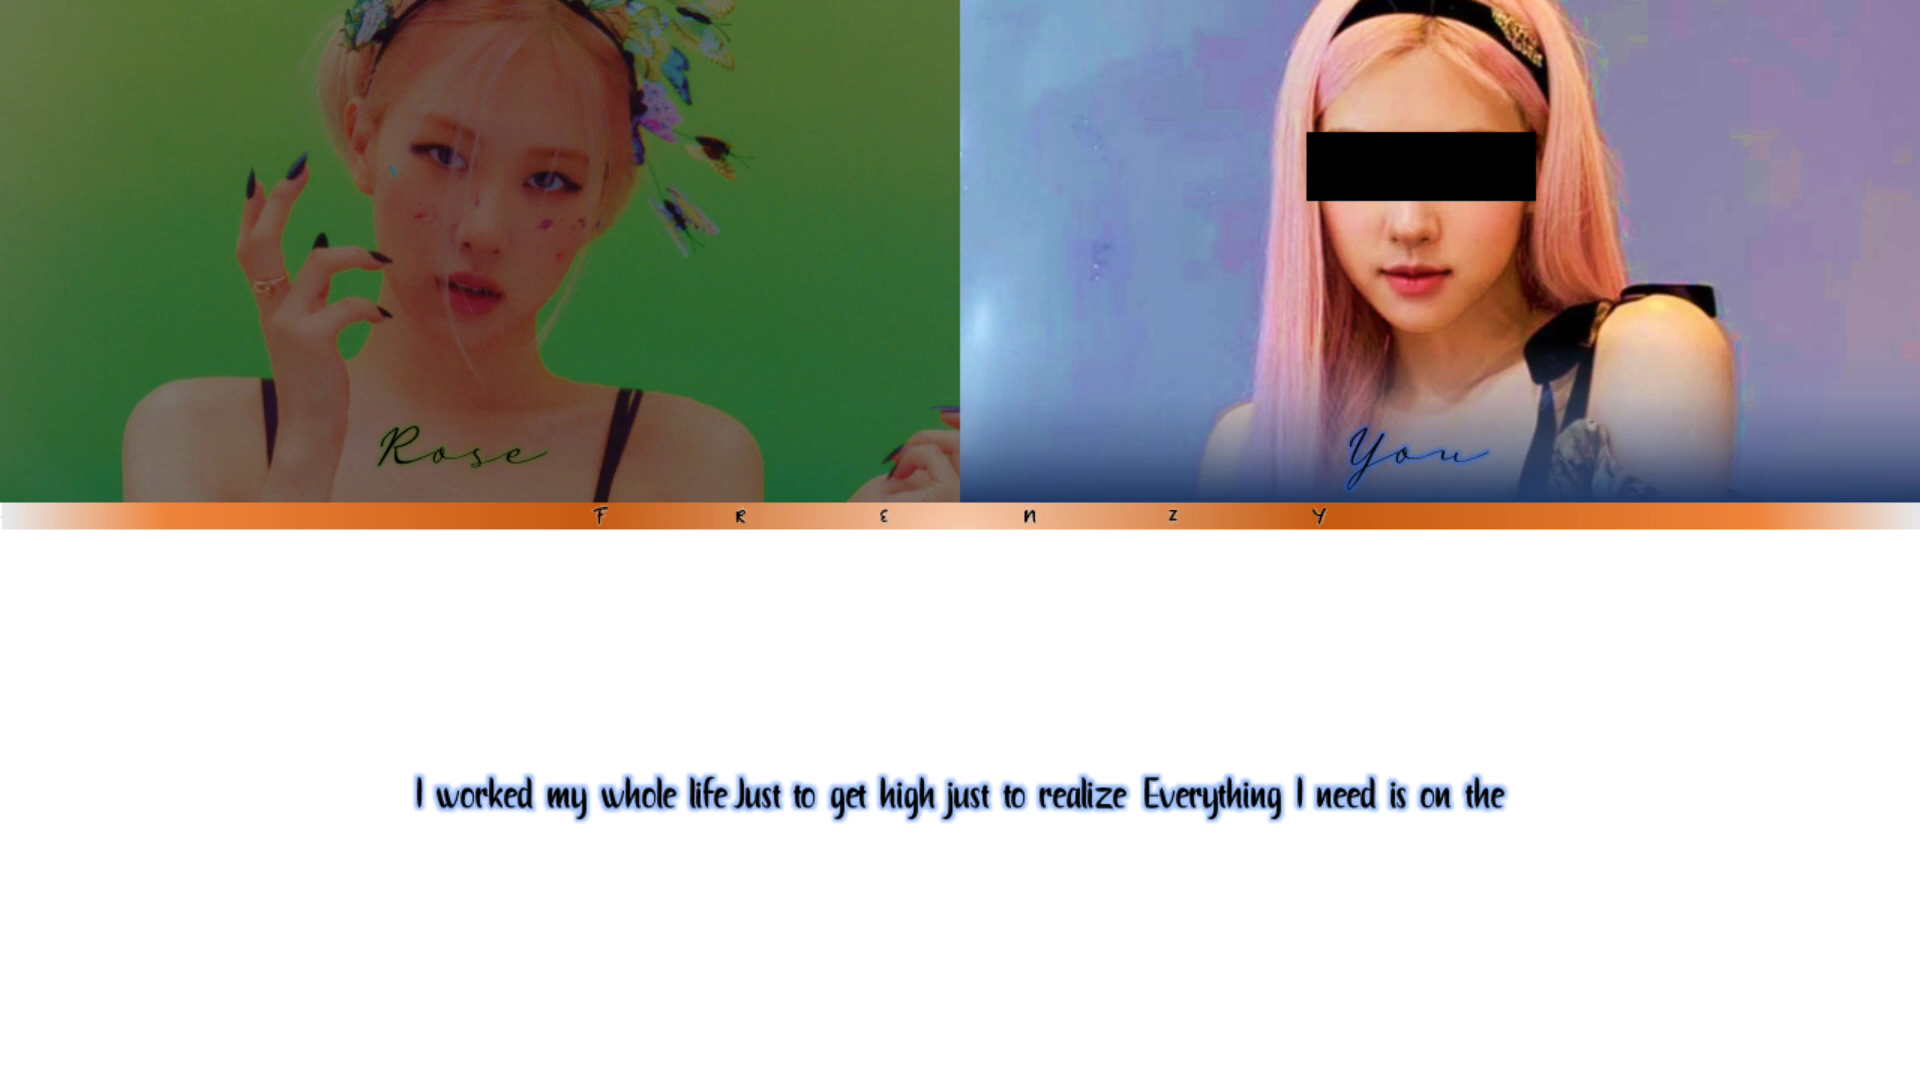 Rose
You
F R E N Z Y
I worked my whole life Just to get high just to realize Everything I need is on the